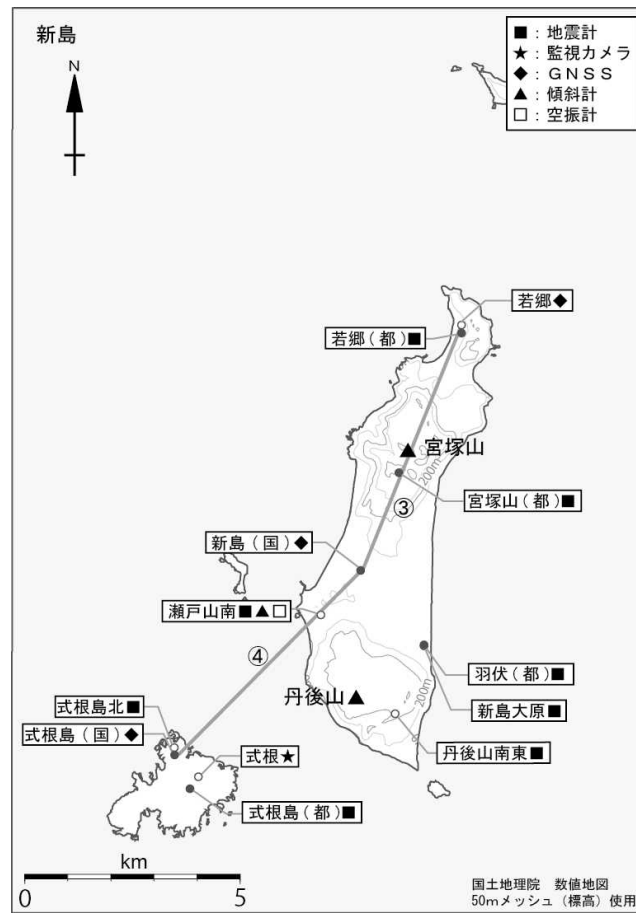 新島
N
■：地震計
★：監視カメラ
◆：ＧＮＳＳ
▲：傾斜計
□：空振計
若郷◆
若郷（都）■
宮塚山
200m
宮塚山（都）■
③
新島（国）◆
瀬戸山南■▲□
④
羽伏（都）■
丹後山
200m
新島大原■
式根島北■
式根島（国）◆
丹後山南東■
式根★
式根島（都）■
km
0 5
国土地理院 数値地図
50mメッシュ（標高）使用